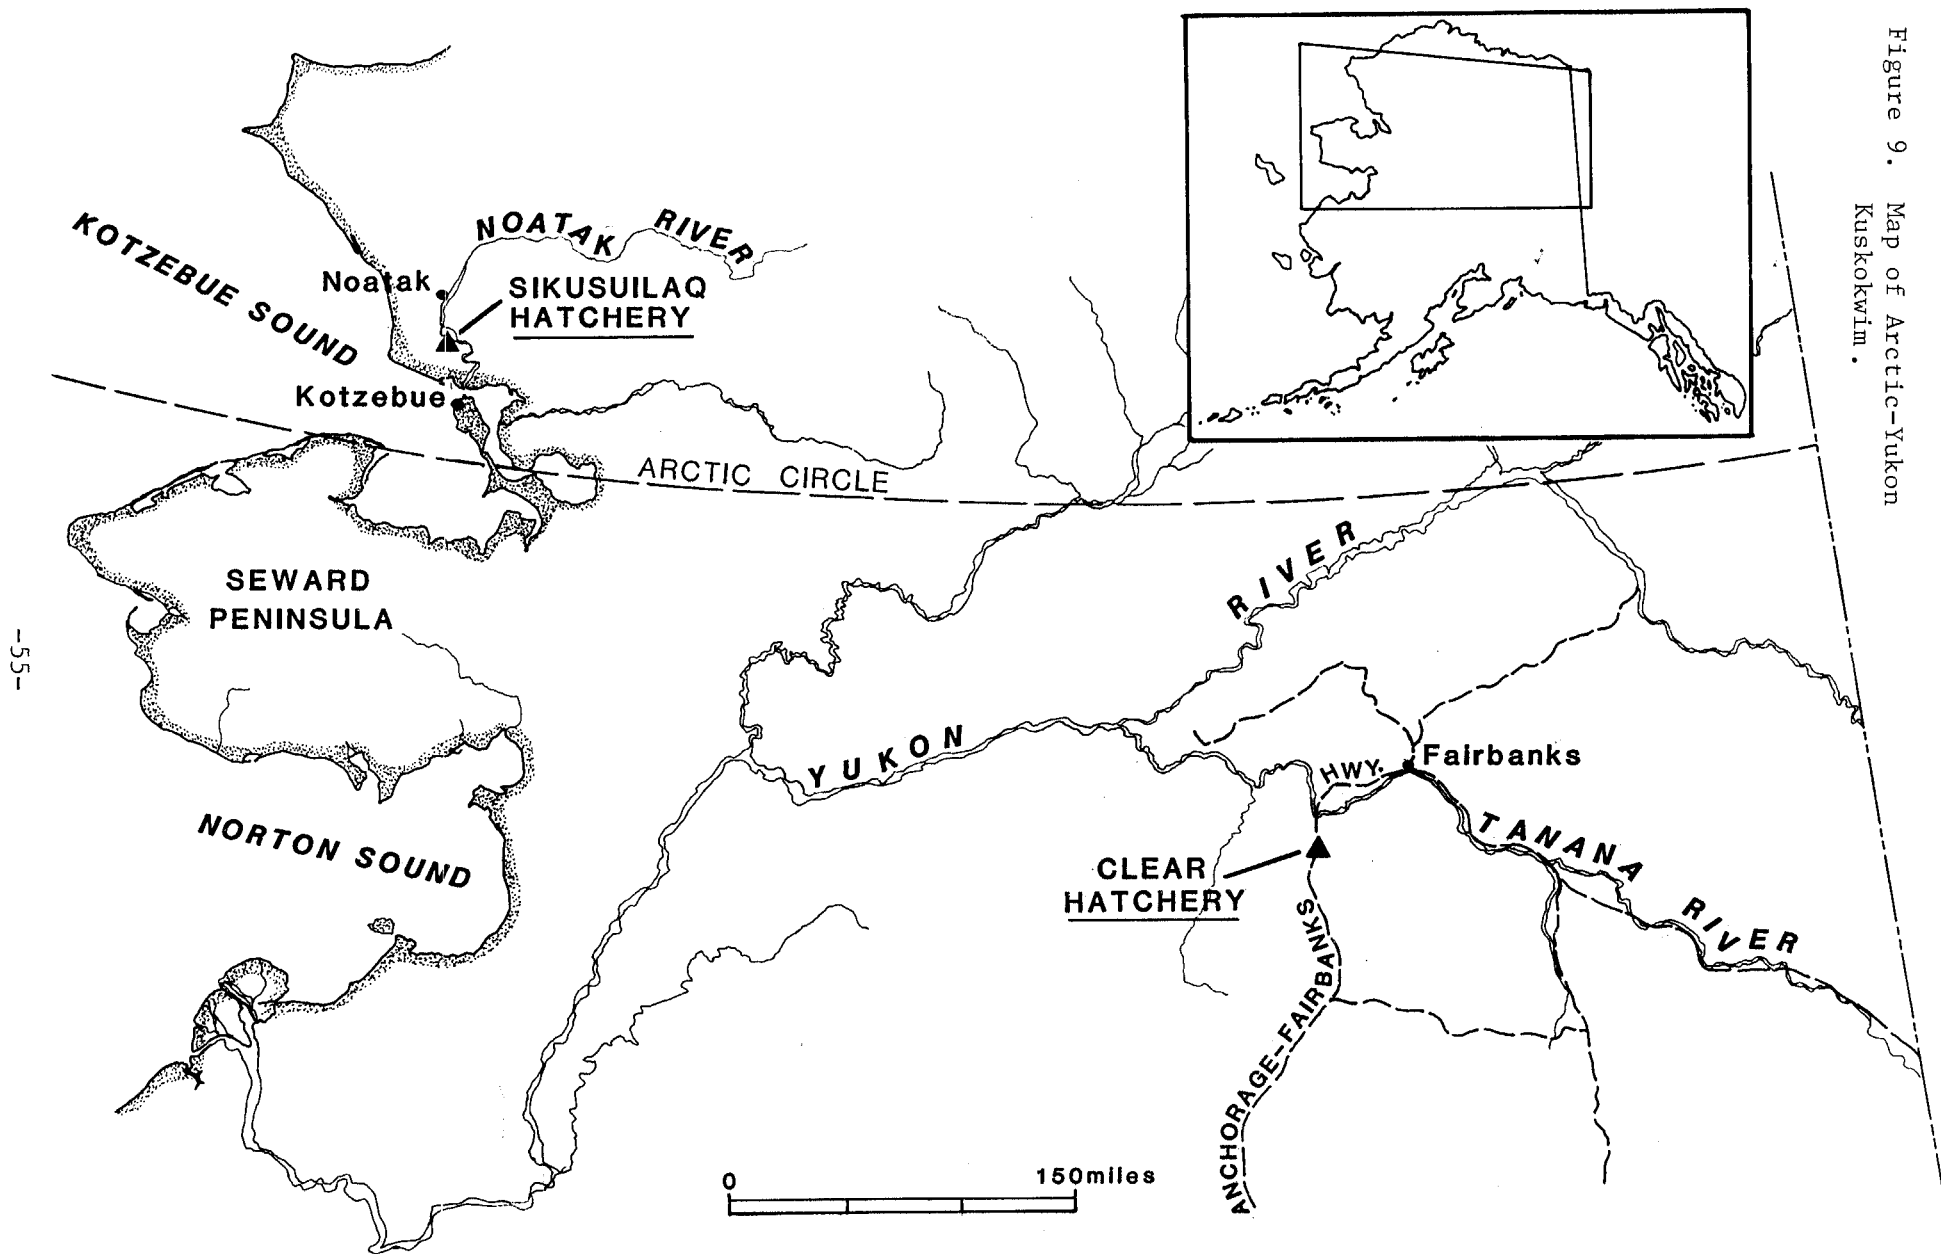 Figure 9. Map of Arctic-Yukon
Kuskokwim.
KOTZEBUE SOUND
NOATAK RIVER
Noatak
SIKUSUILAQ
HATCHERY
Kotzebue
ARCTIC CIRCLE
SEWARD
PENINSULA
YUKON RIVER
Fairbanks
HWY.
TANANA RIVER
NORTON SOUND
CLEAR
HATCHERY
ANCHORAGE-FAIRBANKS
0 150miles
-55-